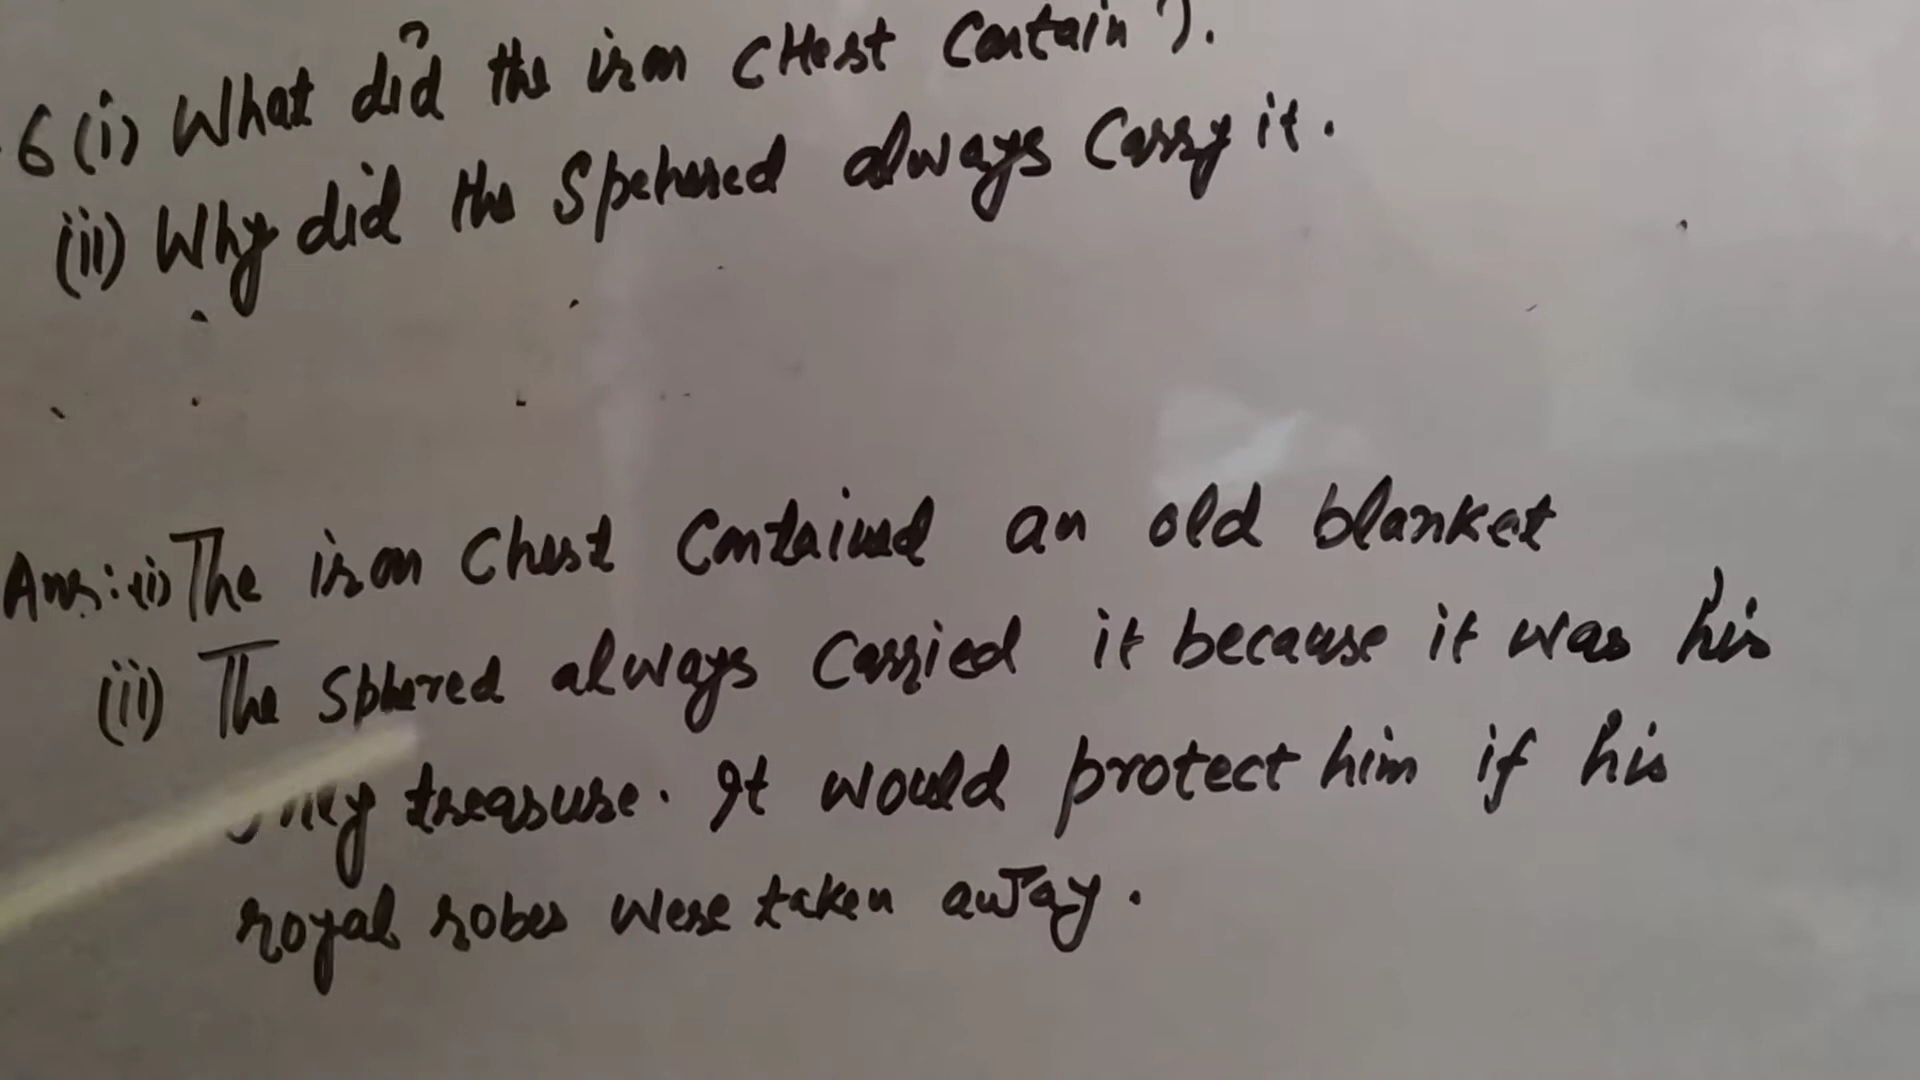 6 (i) What did the iron CHest Contain ?.
(ii) Why did the Spehered always Carry it.
Ans:-(i) The iron Chest Contained an old blanket
(ii) The Sphered always Carried it because it was his
treasure. It would protect him if his
royal robes were taken away.